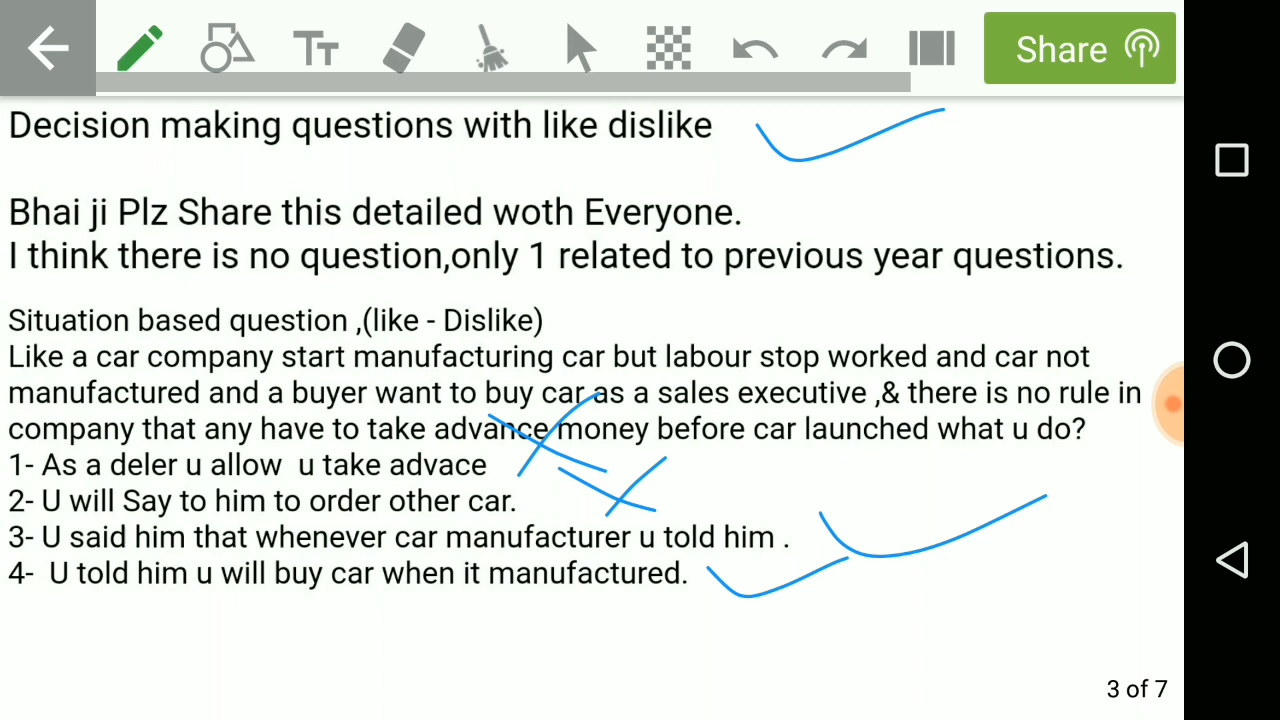 TT
Share
Decision making questions with like dislike
Bhai ji Plz Share this detailed woth Everyone.
I think there is no question,only 1 related to previous year questions.
Situation based question ,(like - Dislike)
Like a car company start manufacturing car but labour stop worked and car not
manufactured and a buyer want to buy car as a sales executive ,& there is no rule in
company that any have to take advance money before car launched what u do?
1- As a deler u allow  u take advace
2- U will Say to him to order other car.
3- U said him that whenever car manufacturer u told him .
4-  U told him u will buy car when it manufactured.
3 of 7